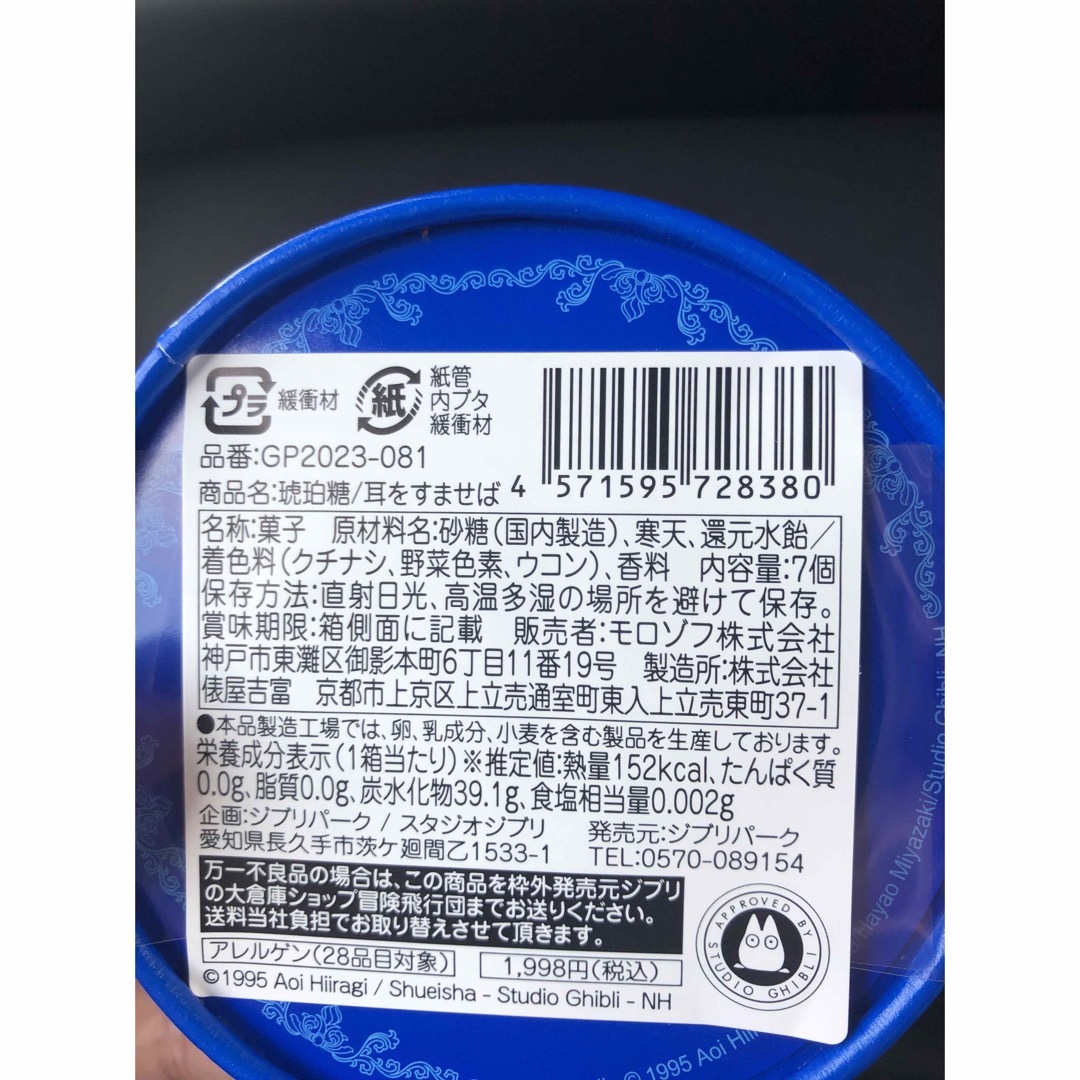 プラ 緩衝材 紙 紙管
内ブタ
緩衝材
品番:GP2023-081
商品名:琥珀糖/耳をすませば
4 571595 728380
名称:菓子 原材料名:砂糖(国内製造)、寒天、還元水飴/
着色料(クチナシ、野菜色素、ウコン)、香料 内容量:7個
保存方法:直射日光、高温多湿の場所を避けて保存。
賞味期限:箱側面に記載 販売者:モロゾフ株式会社
神戸市東灘区御影本町6丁目11番19号 製造所:株式会社
俵屋吉富 京都市上京区上立売通室町東入上立売東町37-1
●本品製造工場では、卵、乳成分、小麦を含む製品を生産しております。
栄養成分表示(1箱当たり)※推定値:熱量152kcal、たんぱく質
0.0g、脂質0.0g、炭水化物39.1g、食塩相当量0.002g
企画:ジブリパーク / スタジオジブリ 発売元:ジブリパーク
愛知県長久手市茨ケ廻間乙1533-1 TEL:0570-089154
万一不良品の場合は、この商品を枠外発売元ジブリ
の大倉庫ショップ冒険飛行団までお送りください。
送料当社負担でお取り替えさせて頂きます。
アレルゲン(28品目対象) 1,998円(税込)
©1995 Aoi Hiiragi / Shueisha - Studio Ghibli - NH
APPROVED BY
STUDIO GHIBLI
© 1995 Aoi Hiir
Hayao Miyazaki/Studio Ghibli, NH